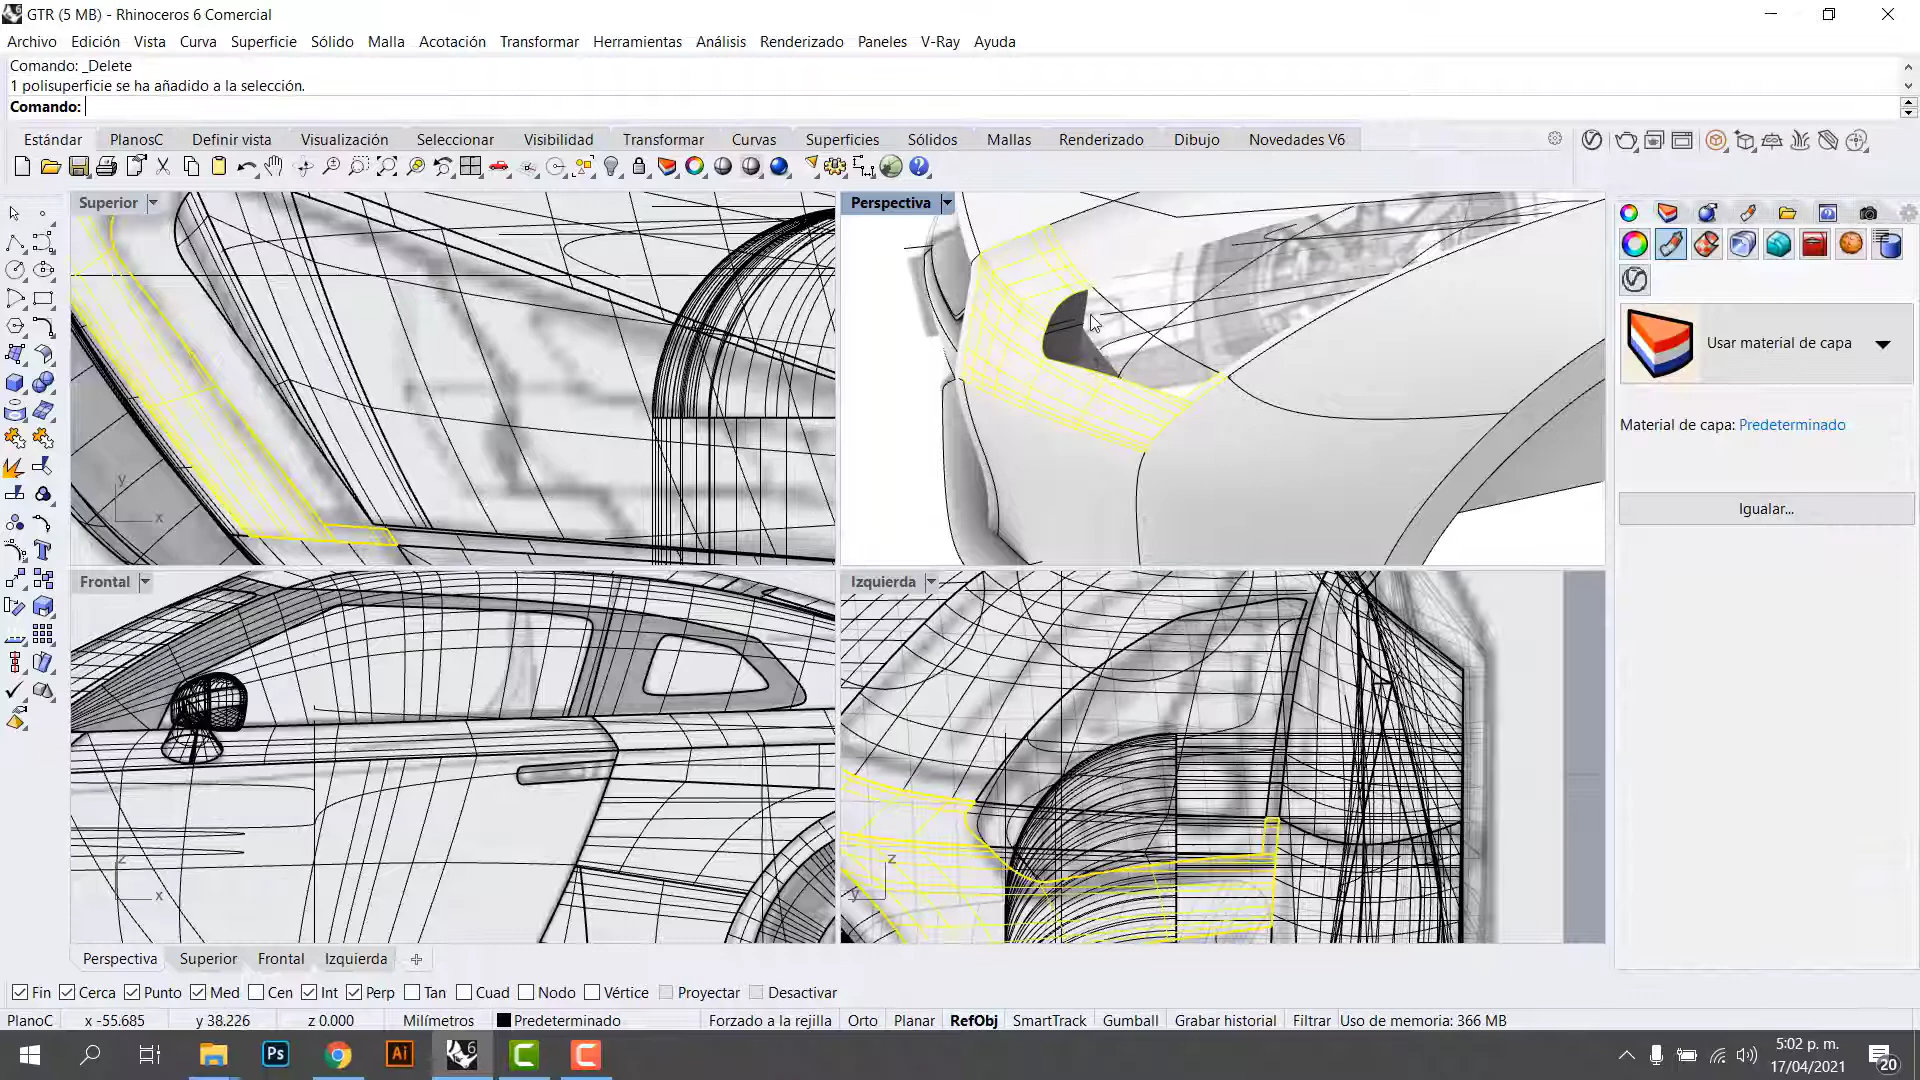 GTR (5 MB) - Rhinoceros 6 Comercial
Archivo Edición Vista Curva Superficie Sólido Malla Acotación Transformar Herramientas Análisis Renderizado Paneles V-Ray Ayuda
Comando: _Delete
1 polisuperficie se ha añadido a la selección.
Comando:
Estándar PlanosC Definir vista Visualización Seleccionar Visibilidad Transformar Curvas Superficies Sólidos Mallas Renderizado Dibujo Novedades V6
Superior
Perspectiva
Usar material de capa
Material de capa: Predeterminado
Igualar...
y
x
Frontal
Izquierda
z
x
z
y
Perspectiva Superior Frontal Izquierda
Fin Cerca Punto Med Cen Int Perp Tan Cuad Nodo Vértice Proyectar Desactivar
PlanoC x -55.685 y 38.226 z 0.000 Milímetros Predeterminado Forzado a la rejilla Orto Planar RefObj SmartTrack Gumball Grabar historial Filtrar Uso de memoria: 366 MB
Ps Ai 6 C C
5:02 p. m.
17/04/2021
20